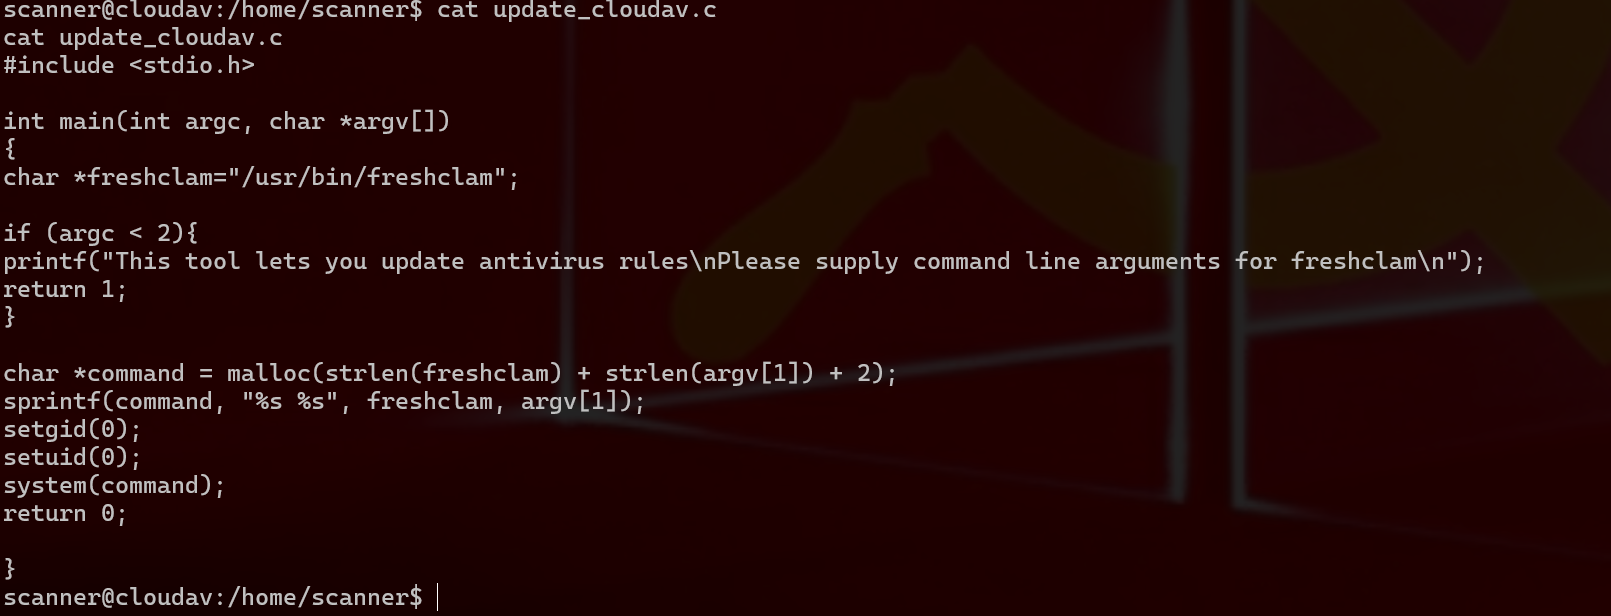 scanner@cloudav:/home/scanner$ cat update_cloudav.c
cat update_cloudav.c
#include <stdio.h>
int main(int argc, char *argv[])
{
char *freshclam="/usr/bin/freshclam";
if (argc < 2){
printf("This tool lets you update antivirus rules\nPlease supply command line arguments for freshclam\n");
return 1;
}
char *command = malloc(strlen(freshclam) + strlen(argv[1]) + 2);
sprintf(command, "%s %s", freshclam, argv[1]);
setgid(0);
setuid(0);
system(command);
return 0;
}
scanner@cloudav:/home/scanner$